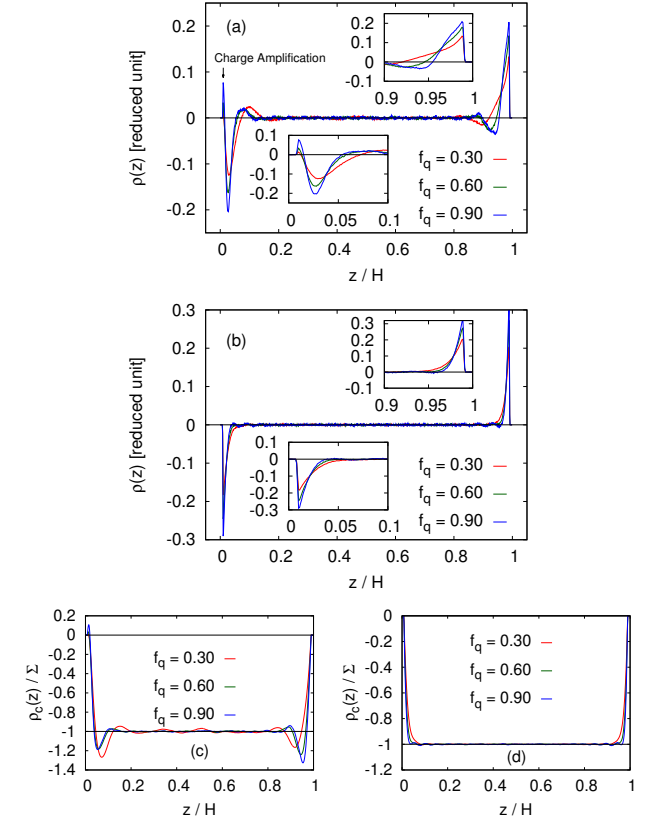 (a)
Charge Amplification
ρ(z) [reduced unit]
0.2
0.1
0
-0.1
-0.2
0.2
0.1
0
-0.1
0.9 0.95 1
0.1
0
-0.1
-0.2
0 0.05 0.1
f_q = 0.30
f_q = 0.60
f_q = 0.90
0 0.2 0.4 0.6 0.8 1
z / H
(b)
ρ(z) [reduced unit]
0.3
0.2
0.1
0
-0.1
-0.2
-0.3
0.3
0.2
0.1
0
-0.1
0.9 0.95 1
0.1
0
-0.1
-0.2
-0.3
0 0.05 0.1
f_q = 0.30
f_q = 0.60
f_q = 0.90
0 0.2 0.4 0.6 0.8 1
z / H
ρ_c(z) / Σ
0.2
0
-0.2
-0.4
-0.6
-0.8
-1
-1.2
-1.4
f_q = 0.30
f_q = 0.60
f_q = 0.90
(c)
0 0.2 0.4 0.6 0.8 1
z / H
ρ_c(z) / Σ
0
-0.2
-0.4
-0.6
-0.8
-1
-1.2
f_q = 0.30
f_q = 0.60
f_q = 0.90
(d)
0 0.2 0.4 0.6 0.8 1
z / H